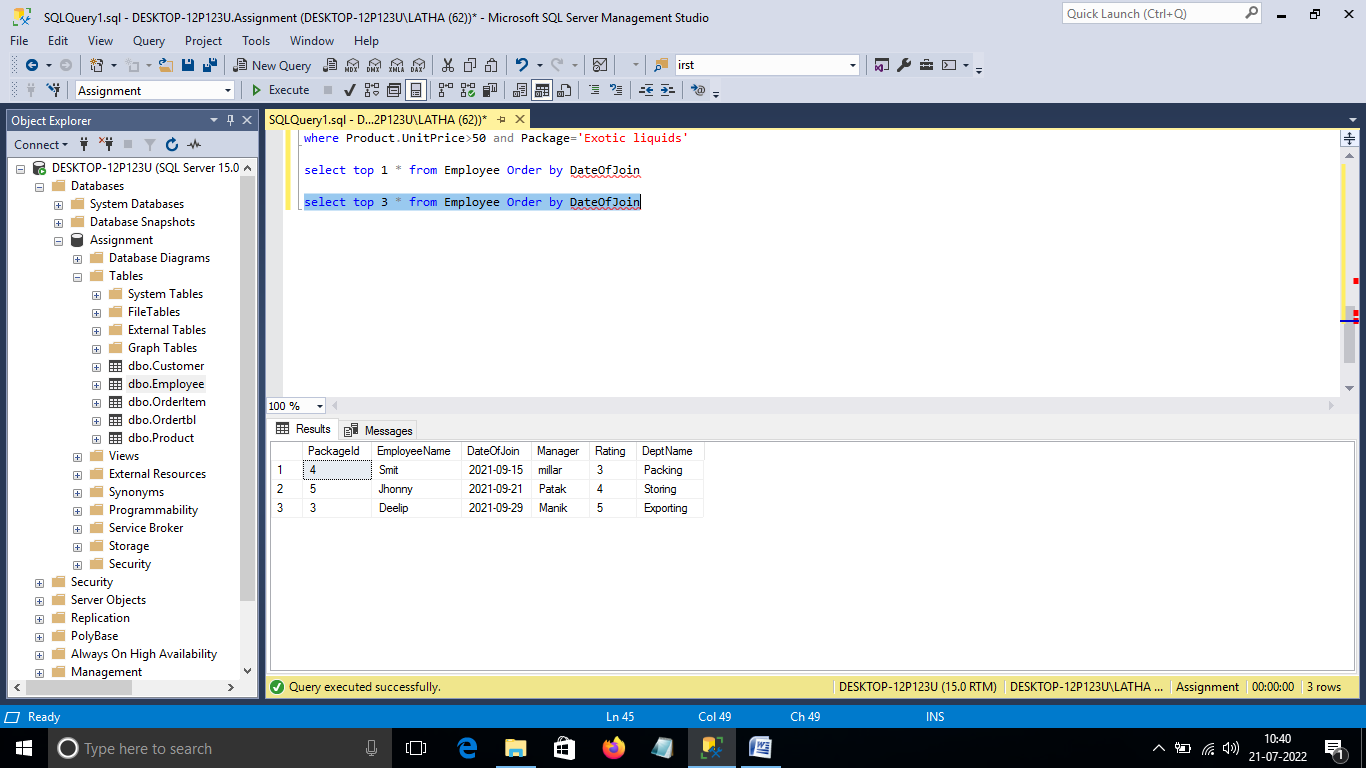 SQLQuery1.sql - DESKTOP-12P123U.Assignment (DESKTOP-12P123U\LATHA (62))* - Microsoft SQL Server Management Studio
Quick Launch (Ctrl+Q)
File Edit View Query Project Tools Window Help
New Query MDX DMX XMLA DAX irst
Assignment Execute
Object Explorer
Connect
DESKTOP-12P123U (SQL Server 15.0
Databases
System Databases
Database Snapshots
Assignment
Database Diagrams
Tables
System Tables
FileTables
External Tables
Graph Tables
dbo.Customer
dbo.Employee
dbo.OrderItem
dbo.Ordertbl
dbo.Product
Views
External Resources
Synonyms
Programmability
Service Broker
Storage
Security
Security
Server Objects
Replication
PolyBase
Always On High Availability
Management
SQLQuery1.sql - D...2P123U\LATHA (62))*
where Product.UnitPrice>50 and Package='Exotic liquids'
select top 1 * from Employee Order by DateOfJoin
select top 3 * from Employee Order by DateOfJoin
100 %
Results Messages
PackageId EmployeeName DateOfJoin Manager Rating DeptName
1 4 Smit 2021-09-15 millar 3 Packing
2 5 Jhonny 2021-09-21 Patak 4 Storing
3 3 Deelip 2021-09-29 Manik 5 Exporting
Query executed successfully. DESKTOP-12P123U (15.0 RTM) DESKTOP-12P123U\LATHA ... Assignment 00:00:00 3 rows
Ready Ln 45 Col 49 Ch 49 INS
Type here to search
10:40
21-07-2022
1